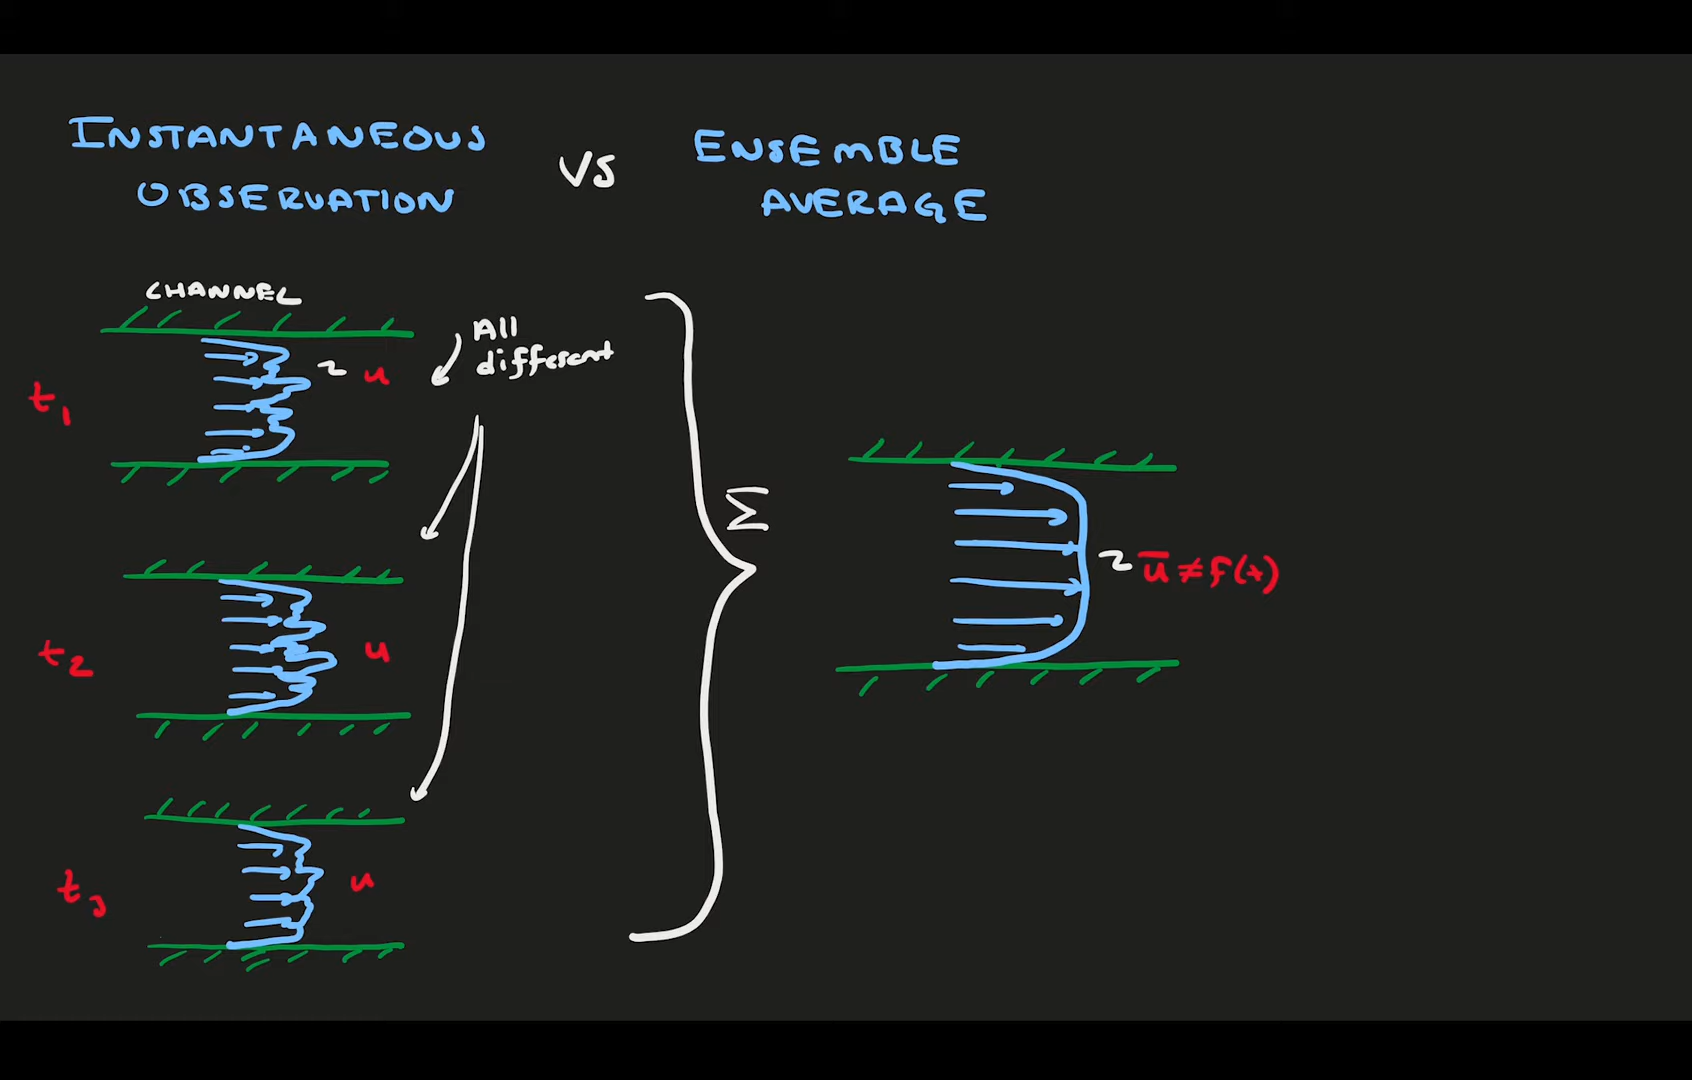 INSTANTANEOUS
OBSERVATION
VS
ENSEMBLE
AVERAGE
CHANNEL
All
different
t1
u
t2
u
t3
u
Σ
ū ≠ f(t)